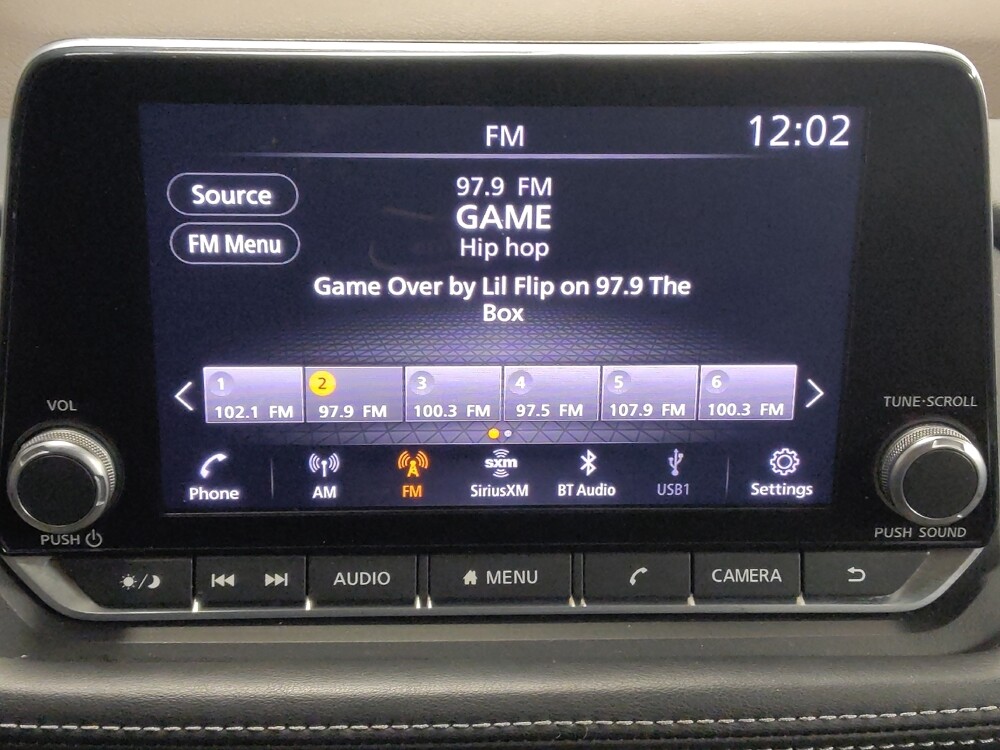 FM
12:02
Source
97.9 FM
GAME
FM Menu
Hip hop
Game Over by Lil Flip on 97.9 The
Box
1
2
3
4
5
6
102.1 FM
97.9 FM
100.3 FM
97.5 FM
107.9 FM
100.3 FM
VOL
TUNE·SCROLL
sxm
Phone
AM
FM
SiriusXM
BT Audio
USB1
Settings
PUSH
PUSH SOUND
AUDIO
MENU
CAMERA